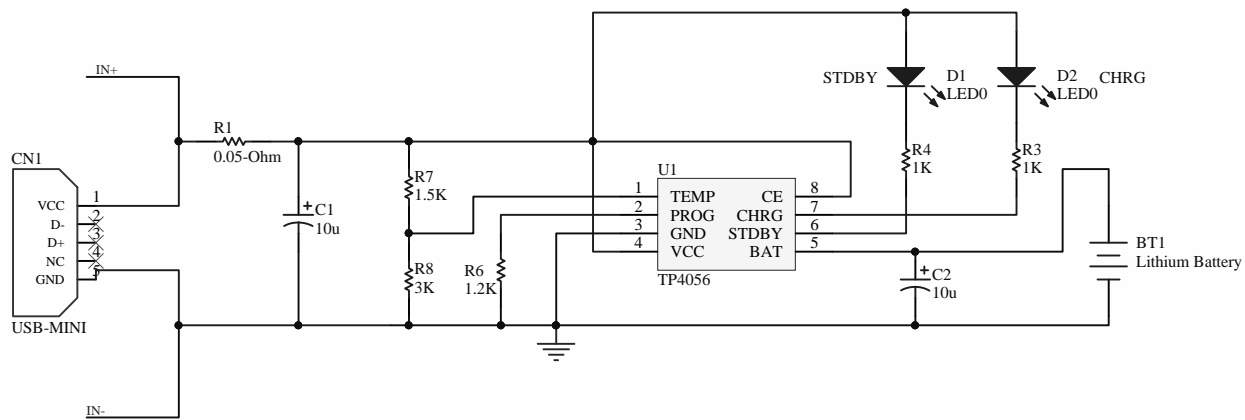 IN+
STDBY
D1
LED0
D2
LED0
CHRG
R1
0.05-Ohm
R4
1K
R3
1K
CN1
VCC 1
D- 2
D+ 3
NC 4
GND 5
USB-MINI
C1
10u
R7
1.5K
R8
3K
R6
1.2K
U1
1 TEMP CE 8
2 PROG CHRG 7
3 GND STDBY 6
4 VCC BAT 5
TP4056
C2
10u
BT1
Lithium Battery
IN-